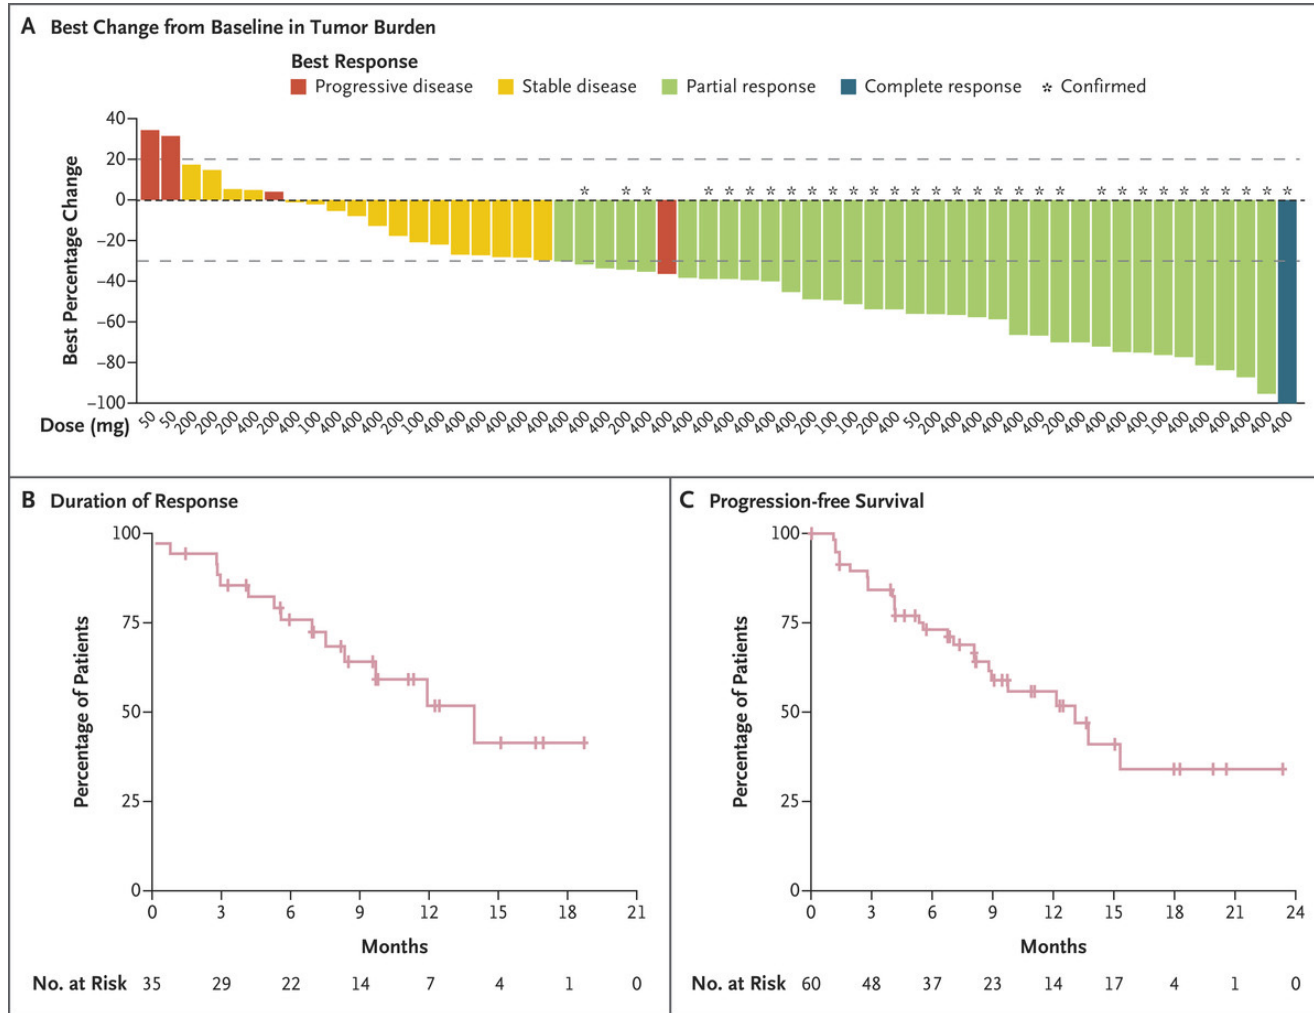 A Best Change from Baseline in Tumor Burden
Best Response
Progressive disease Stable disease Partial response Complete response * Confirmed
Best Percentage Change
40
20
0
−20
−40
−60
−80
−100
* * * * * * * * * * * * * * * * * * * * * * * * * * * * * * *
Dose (mg) 50 50 200 200 200 400 200 400 100 400 400 400 200 100 400 400 400 400 400 400 400 400 400 200 400 400 400 400 400 400 400 400 200 100 100 200 400 50 200 400 400 400 400 400 200 400 400 400 400 100 400 200 400 400 400 400
B Duration of Response
Percentage of Patients
100
75
50
25
0
0 3 6 9 12 15 18 21
Months
No. at Risk 35 29 22 14 7 4 1 0
C Progression-free Survival
Percentage of Patients
100
75
50
25
0
0 3 6 9 12 15 18 21 24
Months
No. at Risk 60 48 37 23 14 17 4 1 0